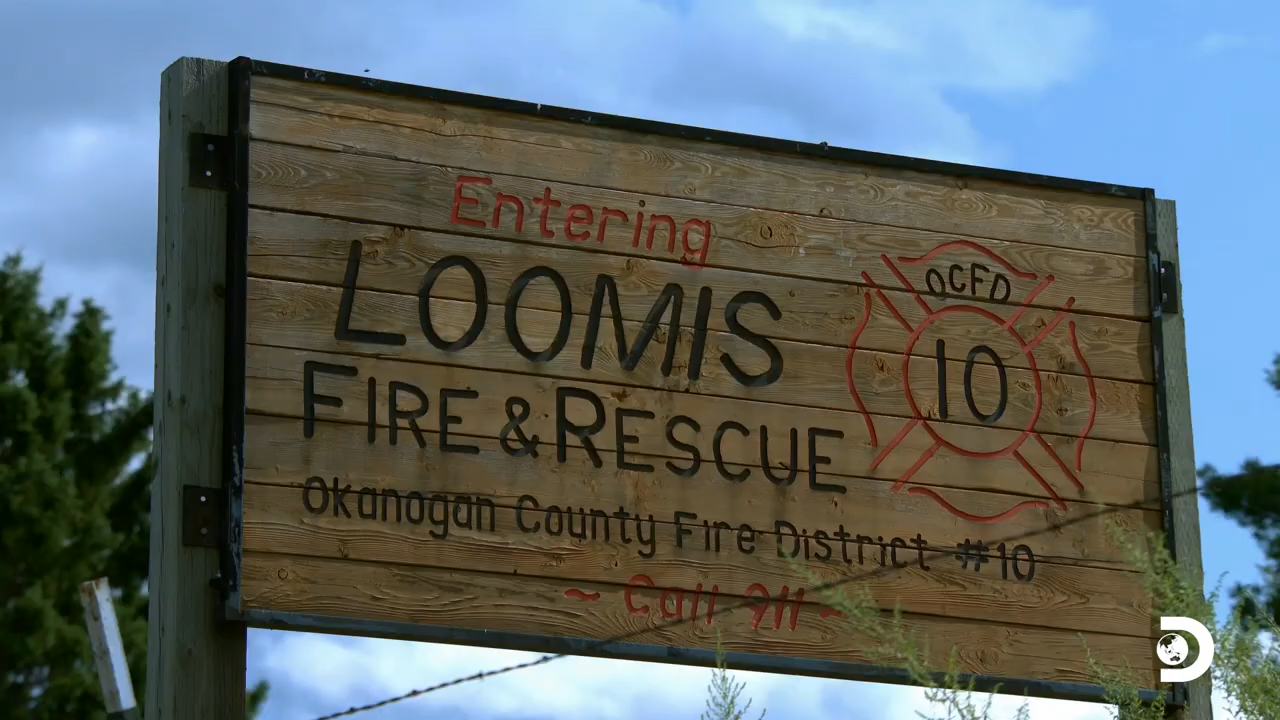 Entering
LOOMIS
FIRE & RESCUE
Okanogan County Fire District #10
~ Call 911 ~
OCFD
10